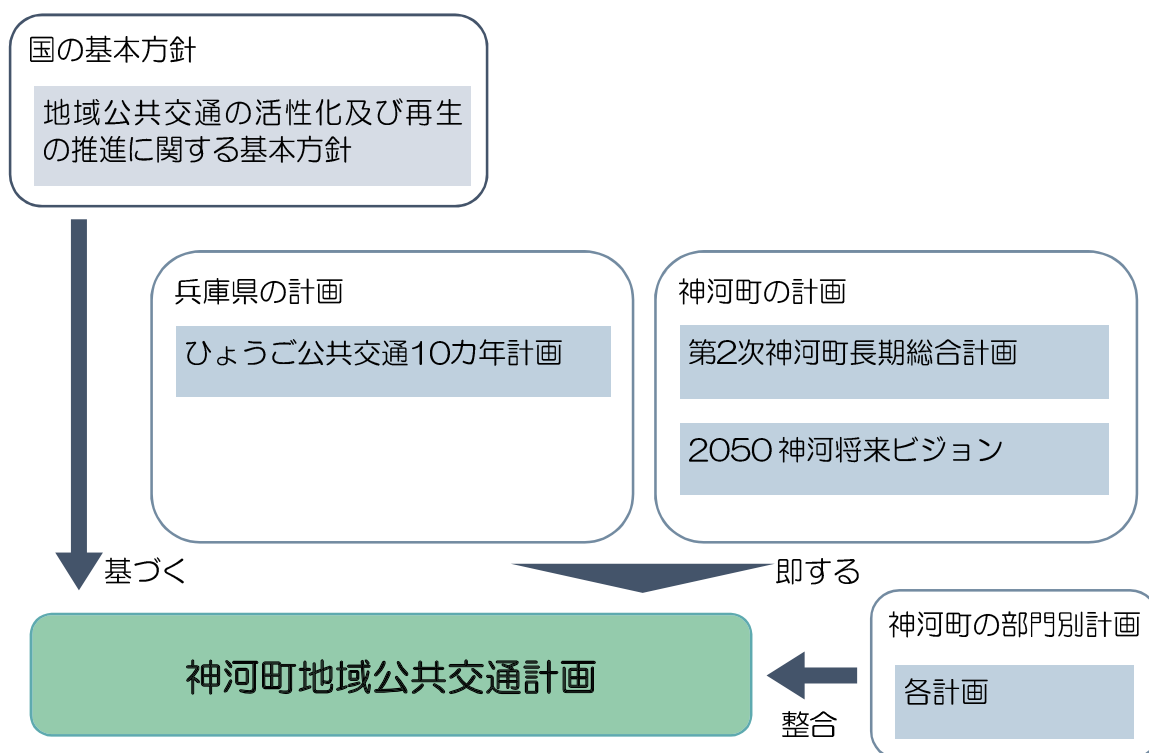 国の基本方針
地域公共交通の活性化及び再生
の推進に関する基本方針
兵庫県の計画
ひょうご公共交通10カ年計画
神河町の計画
第2次神河町長期総合計画
2050 神河将来ビジョン
基づく
即する
神河町地域公共交通計画
整合
神河町の部門別計画
各計画